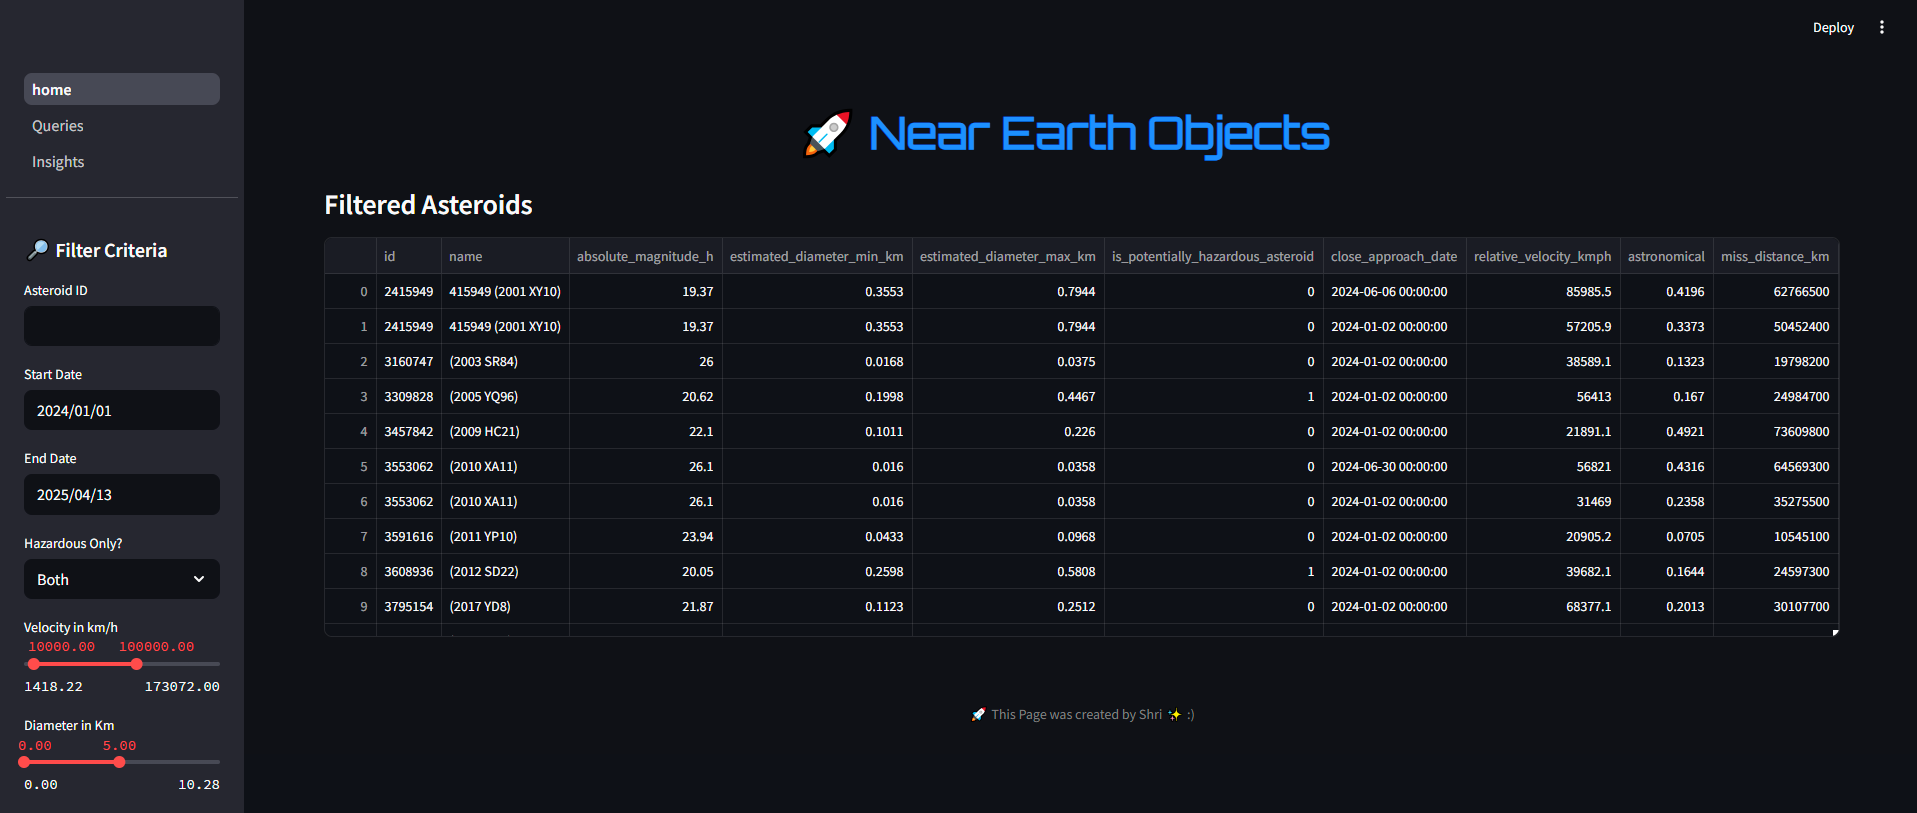 Deploy
home
Queries
Insights
🔎 Filter Criteria
Asteroid ID
Start Date
2024/01/01
End Date
2025/04/13
Hazardous Only?
Both
Velocity in km/h
10000.00 100000.00
1418.22 173072.00
Diameter in Km
0.00 5.00
0.00 10.28
🚀 Near Earth Objects
Filtered Asteroids
id name absolute_magnitude_h estimated_diameter_min_km estimated_diameter_max_km is_potentially_hazardous_asteroid close_approach_date relative_velocity_kmph astronomical miss_distance_km
0 2415949 415949 (2001 XY10) 19.37 0.3553 0.7944 0 2024-06-06 00:00:00 85985.5 0.4196 62766500
1 2415949 415949 (2001 XY10) 19.37 0.3553 0.7944 0 2024-01-02 00:00:00 57205.9 0.3373 50452400
2 3160747 (2003 SR84) 26 0.0168 0.0375 0 2024-01-02 00:00:00 38589.1 0.1323 19798200
3 3309828 (2005 YQ96) 20.62 0.1998 0.4467 1 2024-01-02 00:00:00 56413 0.167 24984700
4 3457842 (2009 HC21) 22.1 0.1011 0.226 0 2024-01-02 00:00:00 21891.1 0.4921 73609800
5 3553062 (2010 XA11) 26.1 0.016 0.0358 0 2024-06-30 00:00:00 56821 0.4316 64569300
6 3553062 (2010 XA11) 26.1 0.016 0.0358 0 2024-01-02 00:00:00 31469 0.2358 35275500
7 3591616 (2011 YP10) 23.94 0.0433 0.0968 0 2024-01-02 00:00:00 20905.2 0.0705 10545100
8 3608936 (2012 SD22) 20.05 0.2598 0.5808 1 2024-01-02 00:00:00 39682.1 0.1644 24597300
9 3795154 (2017 YD8) 21.87 0.1123 0.2512 0 2024-01-02 00:00:00 68377.1 0.2013 30107700
🚀 This Page was created by Shri ✨ :)